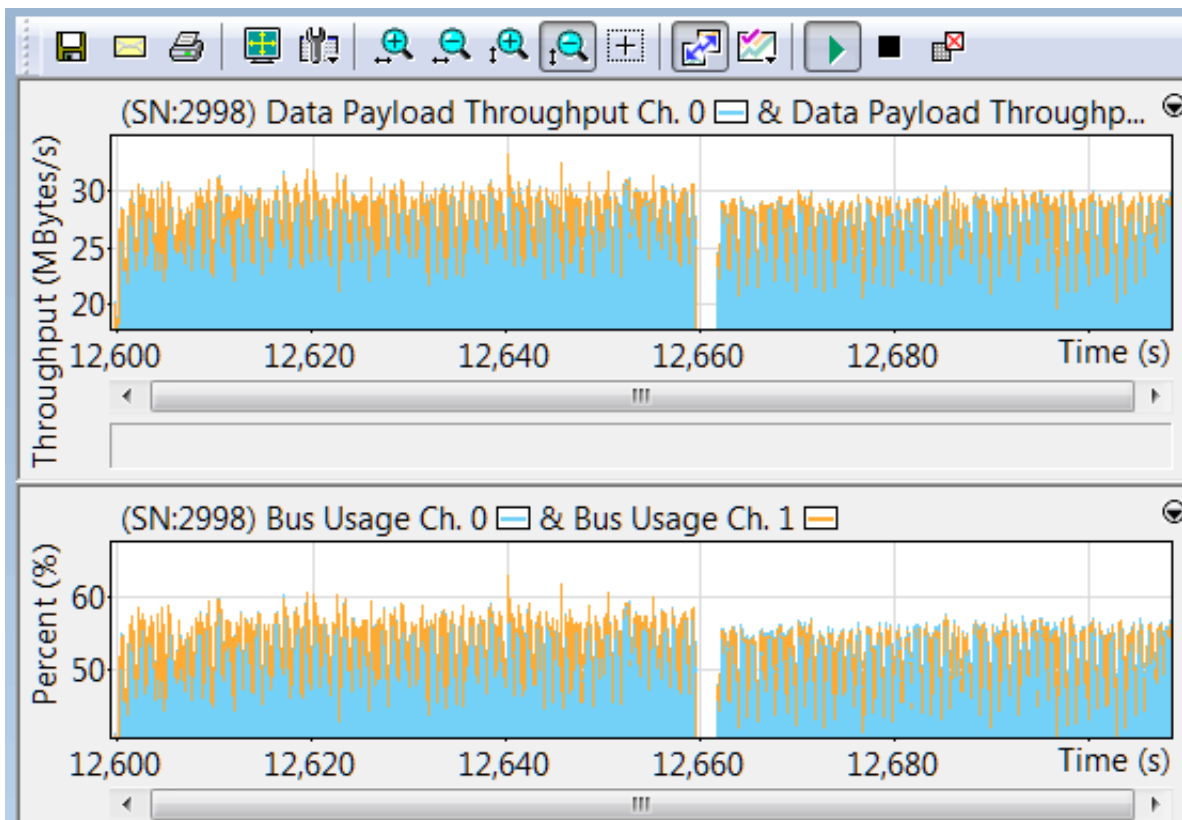 (SN:2998) Data Payload Throughput Ch. 0 & Data Payload Throughp...
Throughput (MBytes/s)
30
25
20
12,600 12,620 12,640 12,660 12,680 Time (s)
(SN:2998) Bus Usage Ch. 0 & Bus Usage Ch. 1
Percent (%)
60
50
12,600 12,620 12,640 12,660 12,680 Time (s)